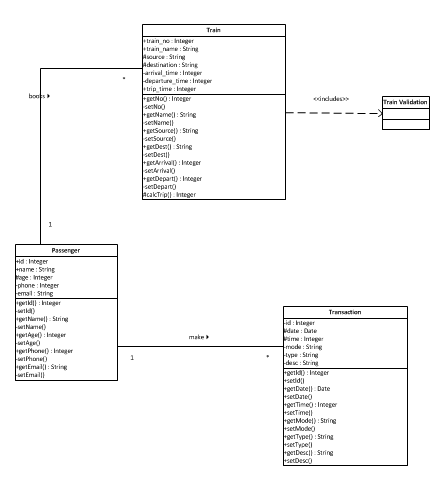 Train
+train_no : Integer
+train_name : String
#source : String
#destination : String
-arrival_time : Integer
-departure_time : Integer
+trip_time : Integer
+getNo() : Integer
-setNo()
+getName() : String
-setName()
+getSource() : String
-setSource()
+getDest() : String
-setDest()
+getArrival() : Integer
-setArrival()
+getDepart() : Integer
-setDepart()
#calcTrip() : Integer
*
books
<<includes>>
Train Validation
1
Passenger
+id : Integer
+name : String
#age : Integer
-phone : Integer
-email : String
+getId() : Integer
-setId()
+getName() : String
-setName()
+getAge() : Integer
-setAge()
+getPhone() : Integer
-setPhone()
+getEmail() : String
-setEmail()
make
1
*
Transaction
-id : Integer
#date : Date
#time : Integer
-mode : String
-type : String
-desc : String
+getId() : Integer
+setId()
+getDate() : Date
+setDate()
+getTime() : Integer
+setTime()
+getMode() : String
+setMode()
+getType() : String
+setType()
+getDesc() : String
+setDesc()